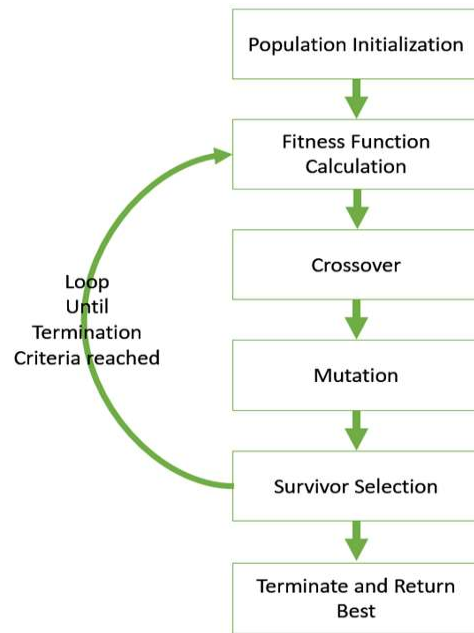 Population Initialization
Fitness Function
Calculation
Crossover
Loop
Until
Termination
Criteria reached
Mutation
Survivor Selection
Terminate and Return
Best